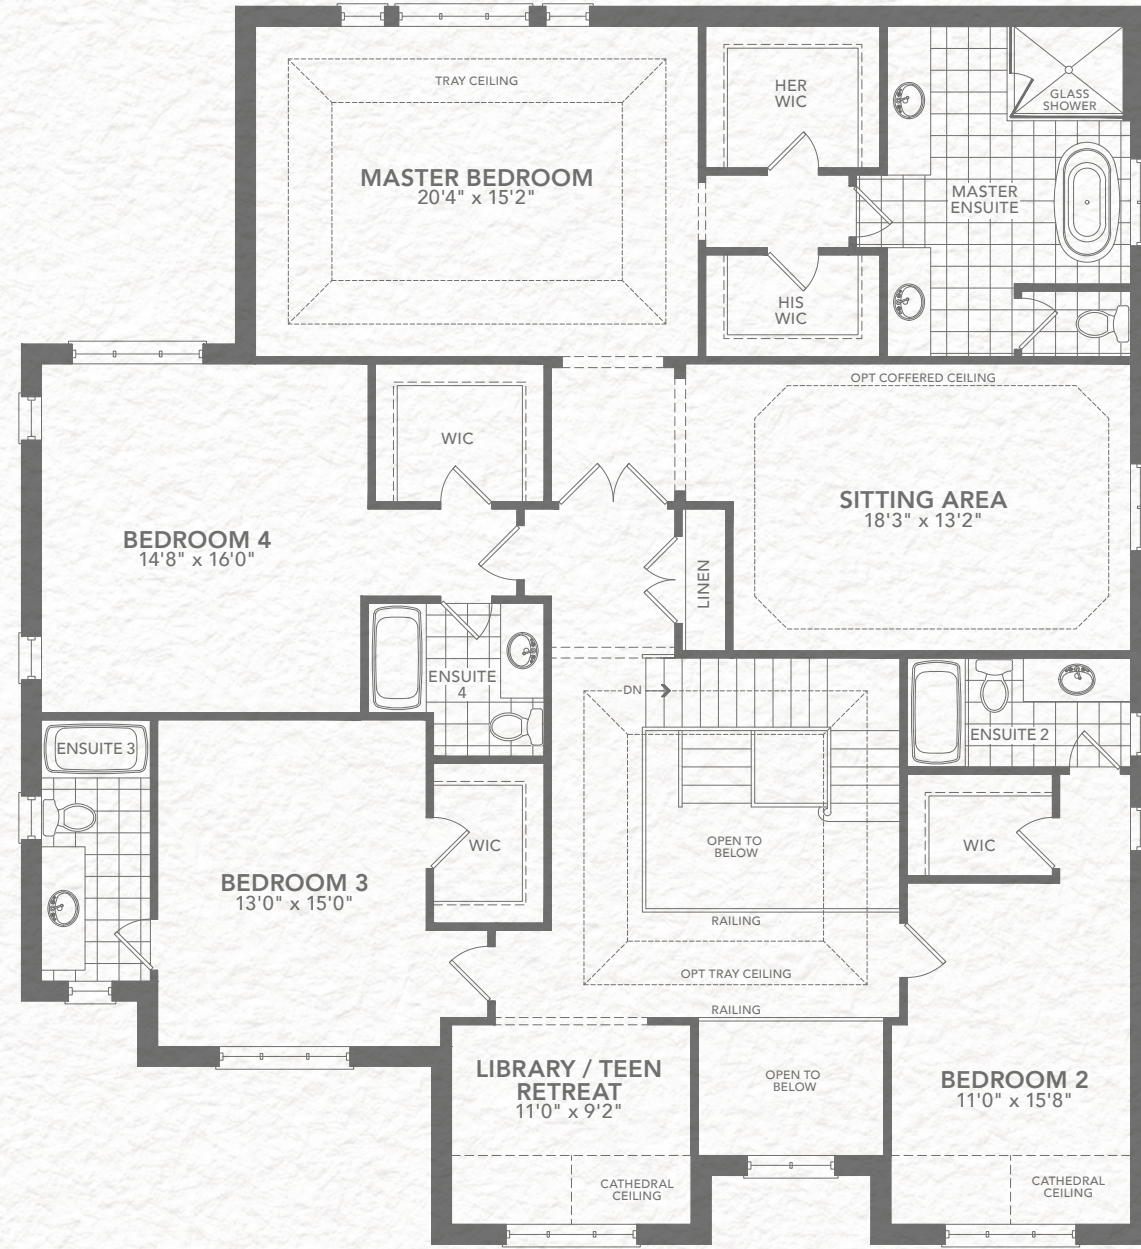 TRAY CEILING
MASTER BEDROOM
20'4" x 15'2"
HER
WIC
GLASS
SHOWER
MASTER
ENSUITE
HIS
WIC
OPT COFFERED CEILING
WIC
SITTING AREA
18'3" x 13'2"
BEDROOM 4
14'8" x 16'0"
LINEN
ENSUITE
4
DN
ENSUITE 3
ENSUITE 2
OPEN TO
BELOW
WIC
WIC
BEDROOM 3
13'0" x 15'0"
RAILING
OPT TRAY CEILING
RAILING
LIBRARY / TEEN
RETREAT
11'0" x 9'2"
OPEN TO
BELOW
BEDROOM 2
11'0" x 15'8"
CATHEDRAL
CEILING
CATHEDRAL
CEILING